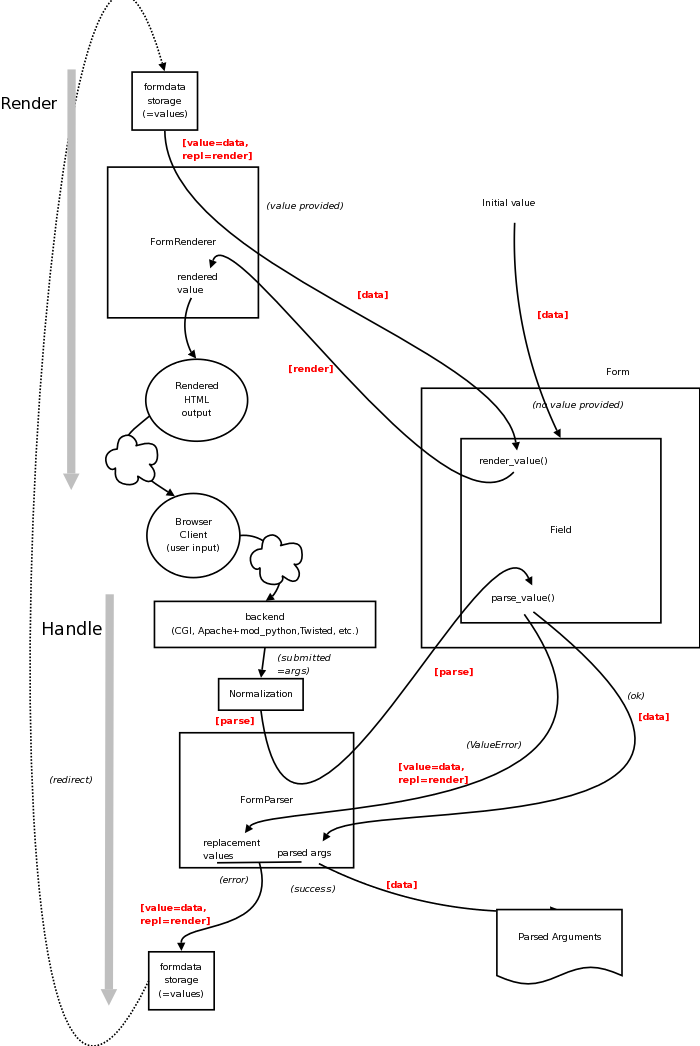 Render
formdata
storage
(=values)
[value=data,
repl=render]
(value provided)
Initial value
FormRenderer
rendered
value
[data]
[data]
[render]
Form
Rendered
HTML
output
(no value provided)
render_value()
Browser
Client
(user input)
Field
parse_value()
Handle
backend
(CGI, Apache+mod_python,Twisted, etc.)
(submitted
=args)
[parse]
Normalization
[parse]
(ok)
[data]
(ValueError)
[value=data,
repl=render]
(redirect)
FormParser
replacement
values
parsed args
(error)
(success)
[data]
[value=data,
repl=render]
Parsed Arguments
formdata
storage
(=values)